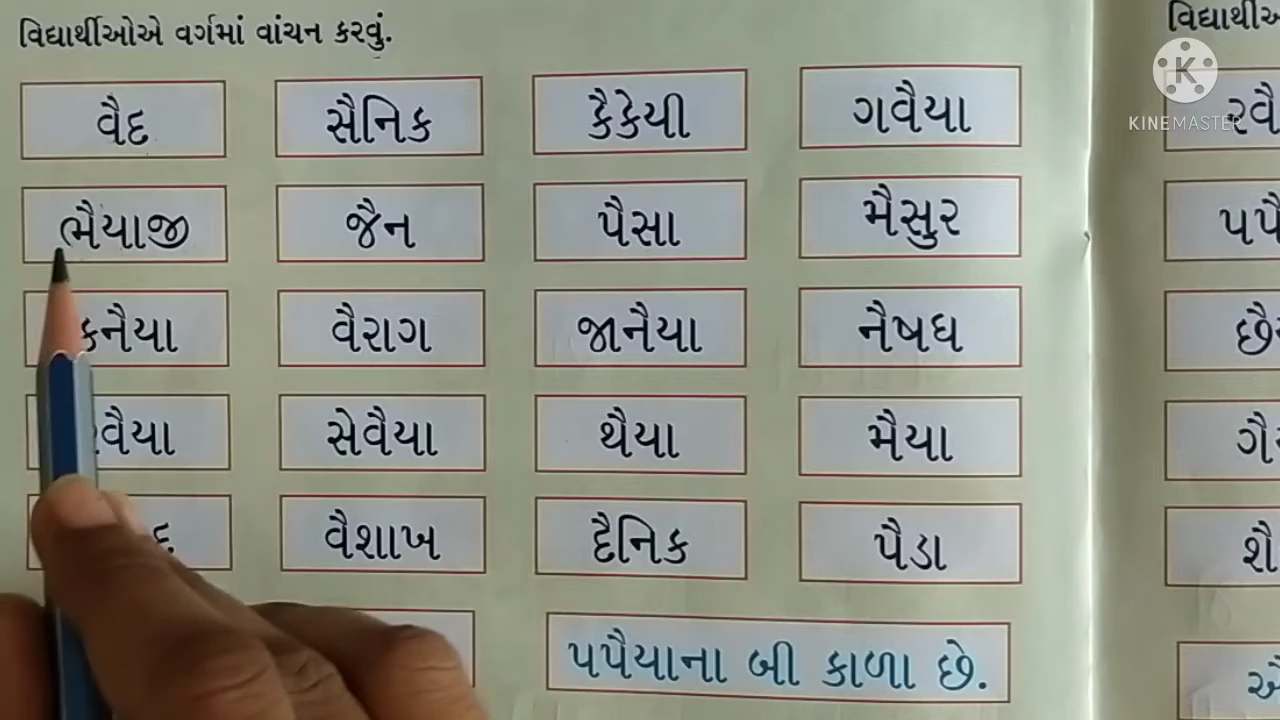 વિદ્યાર્થીઓએ વર્ગમાં વાંચન કરવું.
વૈદ સૈનિક કૈકેયી ગવૈયા
ભૈયાજી જૈન પૈસા મૈસુર
કનૈયા વૈરાગ જાનૈયા નૈષધ
સેવૈયા થૈયા મૈયા
વૈશાખ દૈનિક પૈડા
પપૈયાના બી કાળા છે.
KINEMASTER